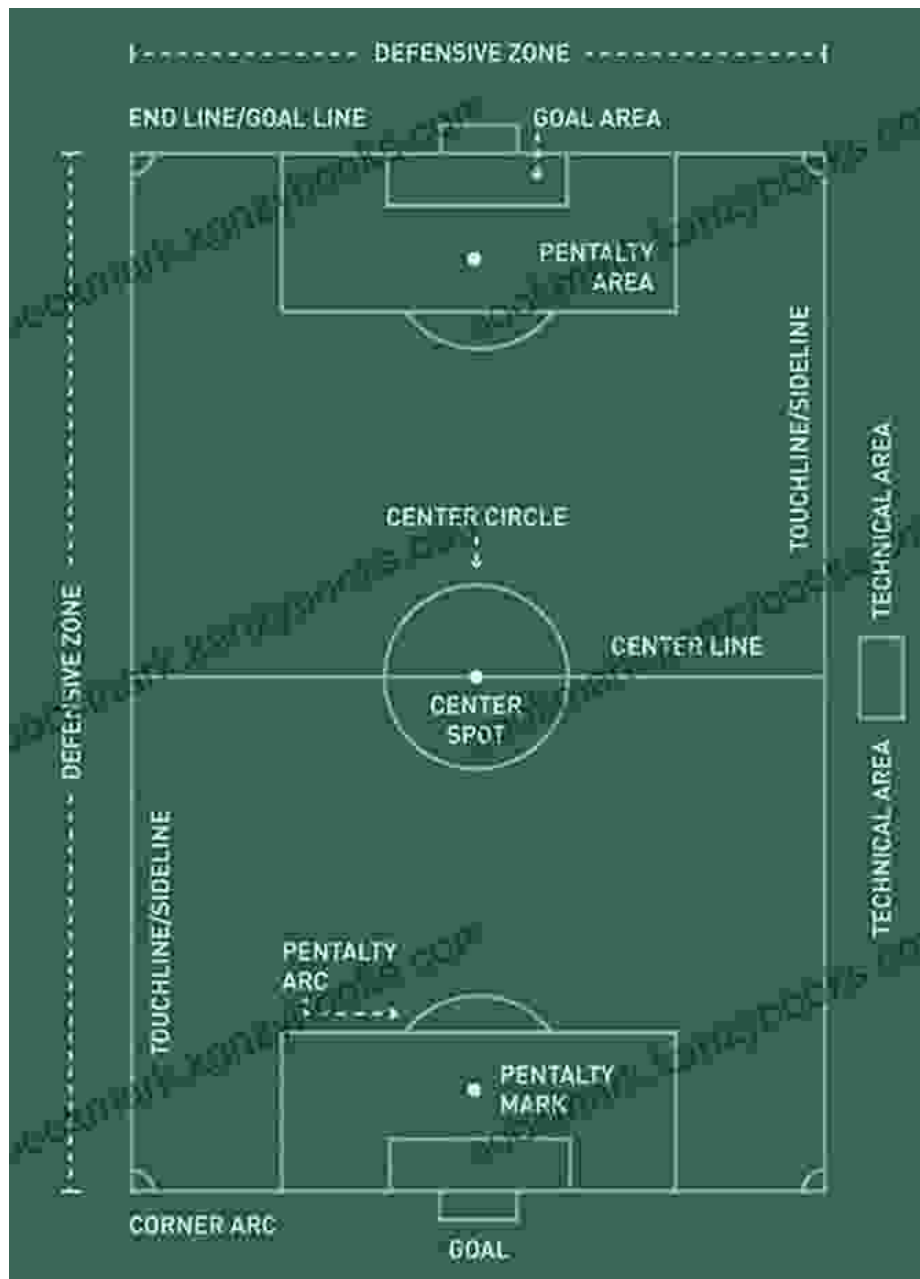 DEFENSIVE ZONE
END LINE/GOAL LINE
GOAL AREA
PENTALTY
AREA
TOUCHLINE/SIDELINE
TECHNICAL AREA
CENTER CIRCLE
DEFENSIVE ZONE
CENTER LINE
CENTER
SPOT
TECHNICAL AREA
TOUCHLINE/SIDELINE
PENTALTY
ARC
PENTALTY
MARK
CORNER ARC
GOAL